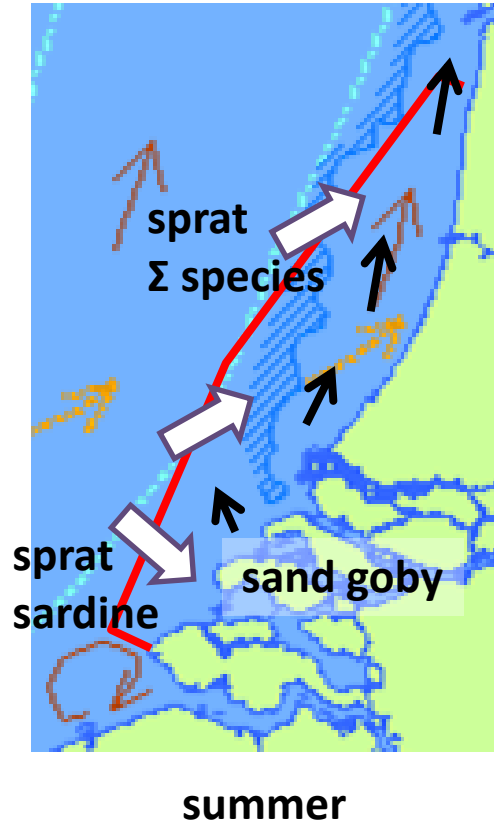 sprat
Σ species
sprat
sardine
sand goby
summer